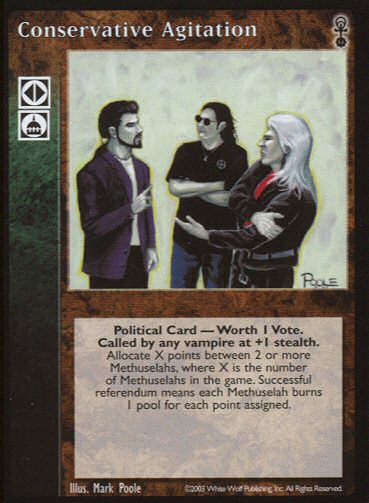 Conservative Agitation
POOLE
Political Card — Worth 1 Vote.
Called by any vampire at +1 stealth.
Allocate X points between 2 or more
Methuselahs, where X is the number
of Methuselahs in the game. Successful
referendum means each Methuselah burns
1 pool for each point assigned.
Illus. Mark Poole
©2003 White Wolf Publishing, Inc. All Rights Reserved.